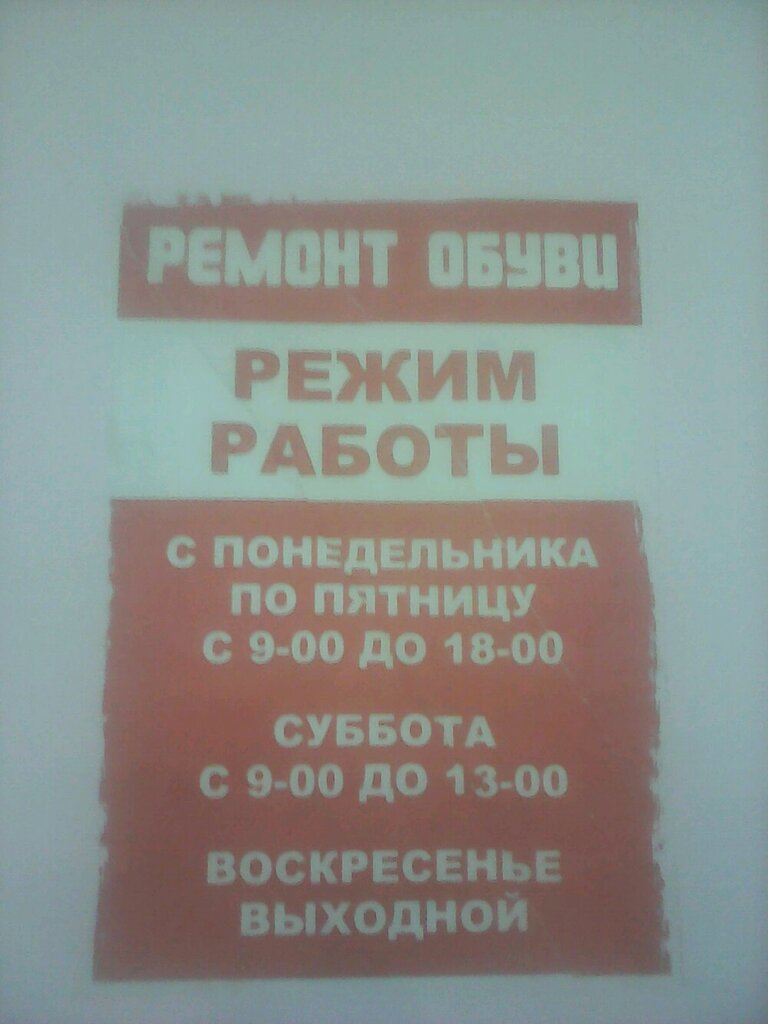 РЕМОНТ ОБУВИ
РЕЖИМ
РАБОТЫ
С ПОНЕДЕЛЬНИКА
ПО ПЯТНИЦУ
С 9-00 ДО 18-00
СУББОТА
С 9-00 ДО 13-00
ВОСКРЕСЕНЬЕ
ВЫХОДНОЙ